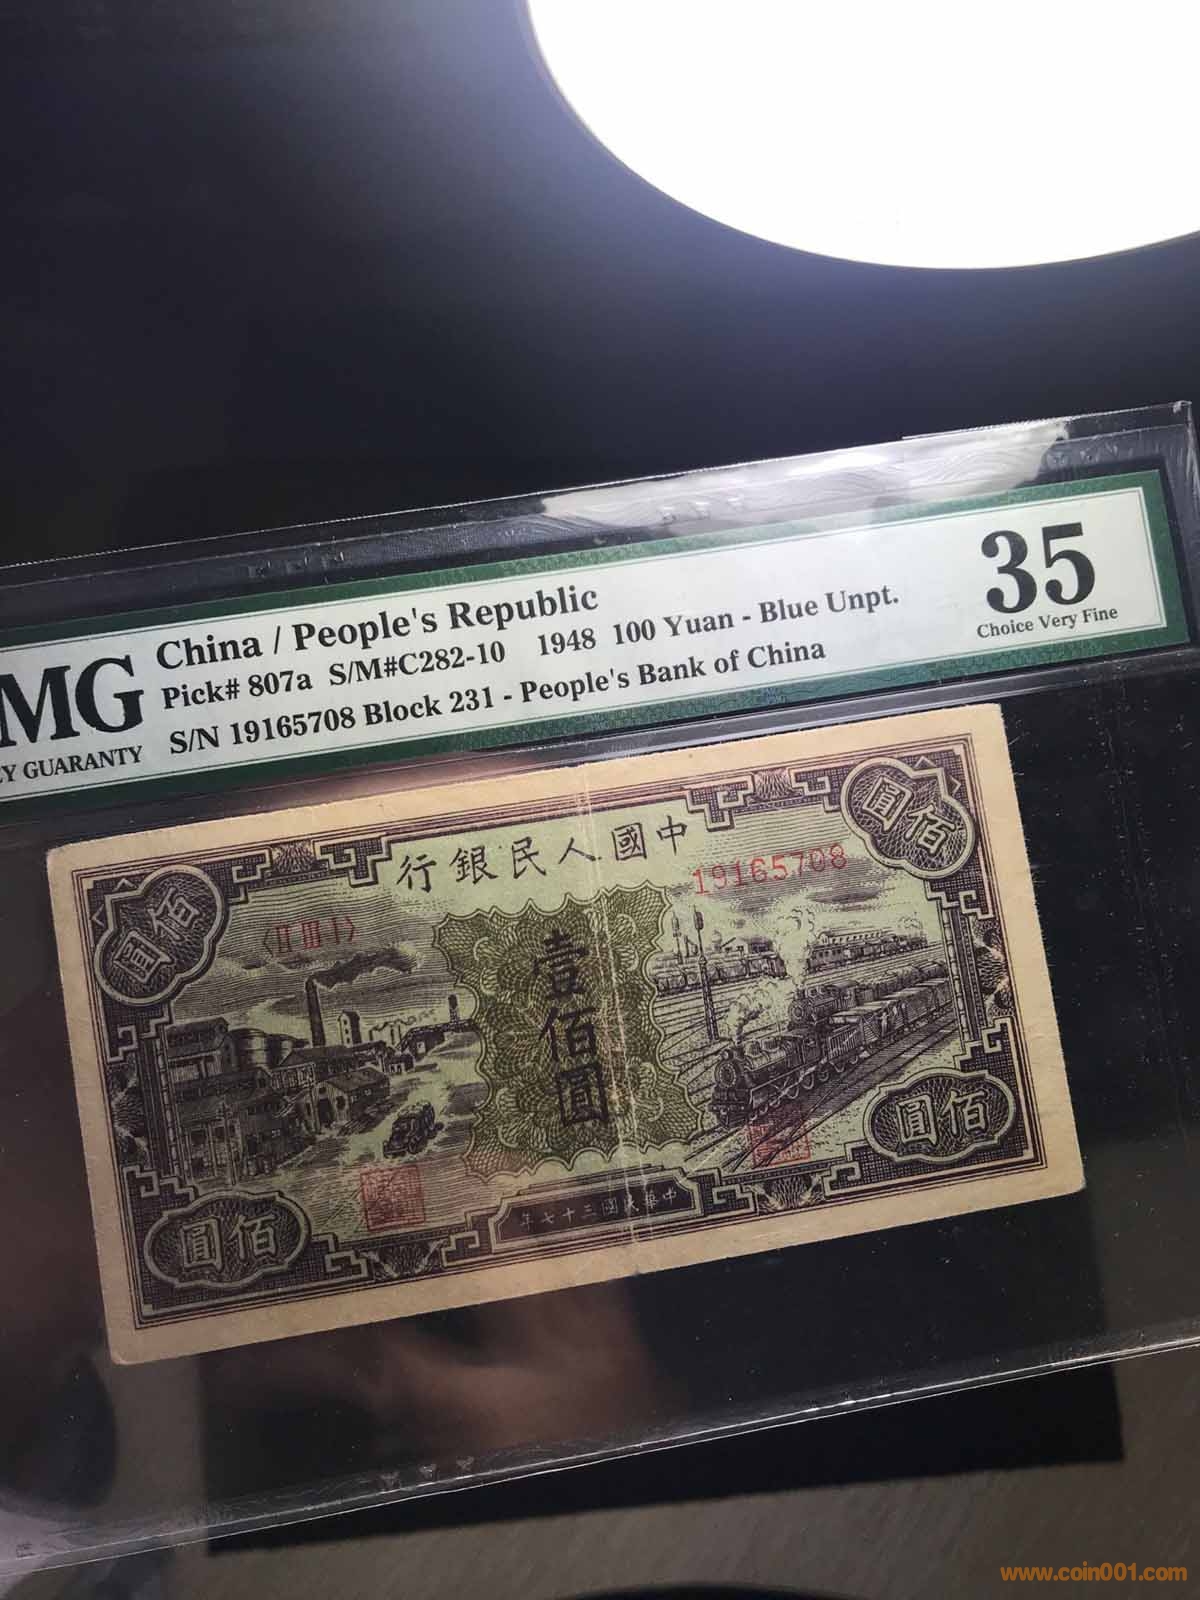 MG
Y GUARANTY
China / People's Republic
Pick# 807a S/M#C282-10 1948 100 Yuan - Blue Unpt.
S/N 19165708 Block 231 - People's Bank of China
35
Choice Very Fine
行銀民人國中
19165708
〈II III I〉
圓佰
圓佰
壹佰圓
圓佰
圓佰
年七十三國民華中
www.coin001.com